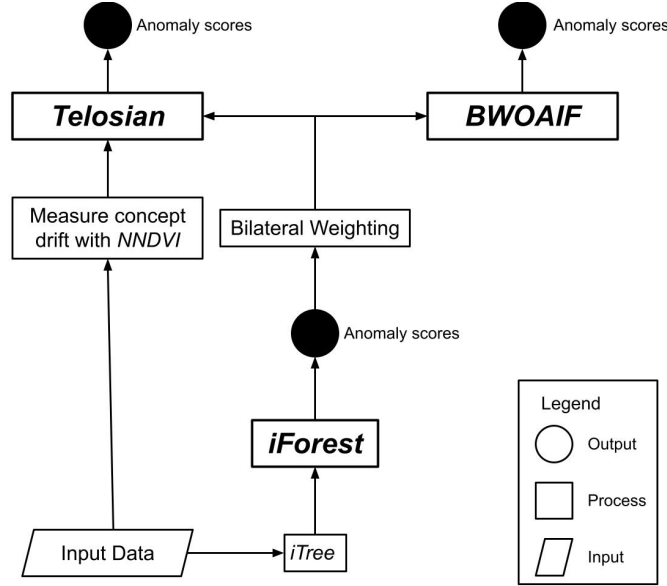 Anomaly scores
Anomaly scores
Telosian
BWOAIF
Measure concept
drift with NNDVI
Bilateral Weighting
Anomaly scores
iForest
Input Data
iTree
Legend
Output
Process
Input